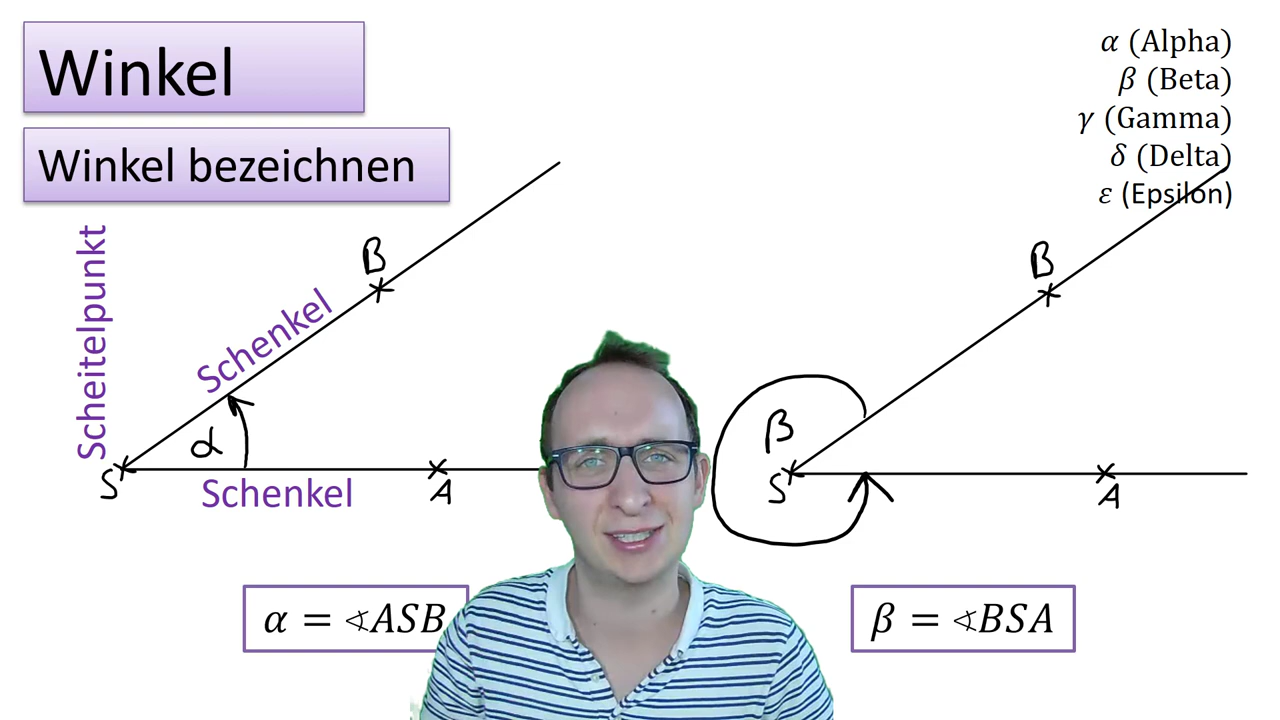 Winkel
Winkel bezeichnen
α (Alpha)
β (Beta)
γ (Gamma)
δ (Delta)
ε (Epsilon)
Scheitelpunkt
Schenkel
B
α
S
Schenkel
A
B
β
S
A
α = ∢ASB
β = ∢BSA